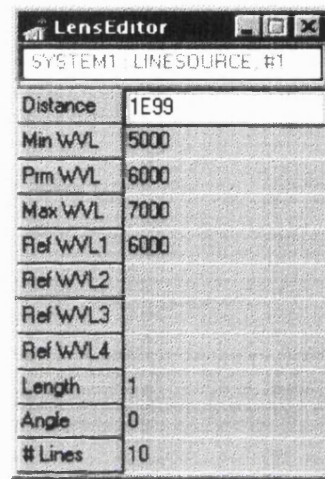 LensEditor
SYSTEM1 : LINESOURCE, #1
Distance 1E99
Min WVL 5000
Prm WVL 6000
Max WVL 7000
Ref WVL1 6000
Ref WVL2
Ref WVL3
Ref WVL4
Length 1
Angle 0
# Lines 10